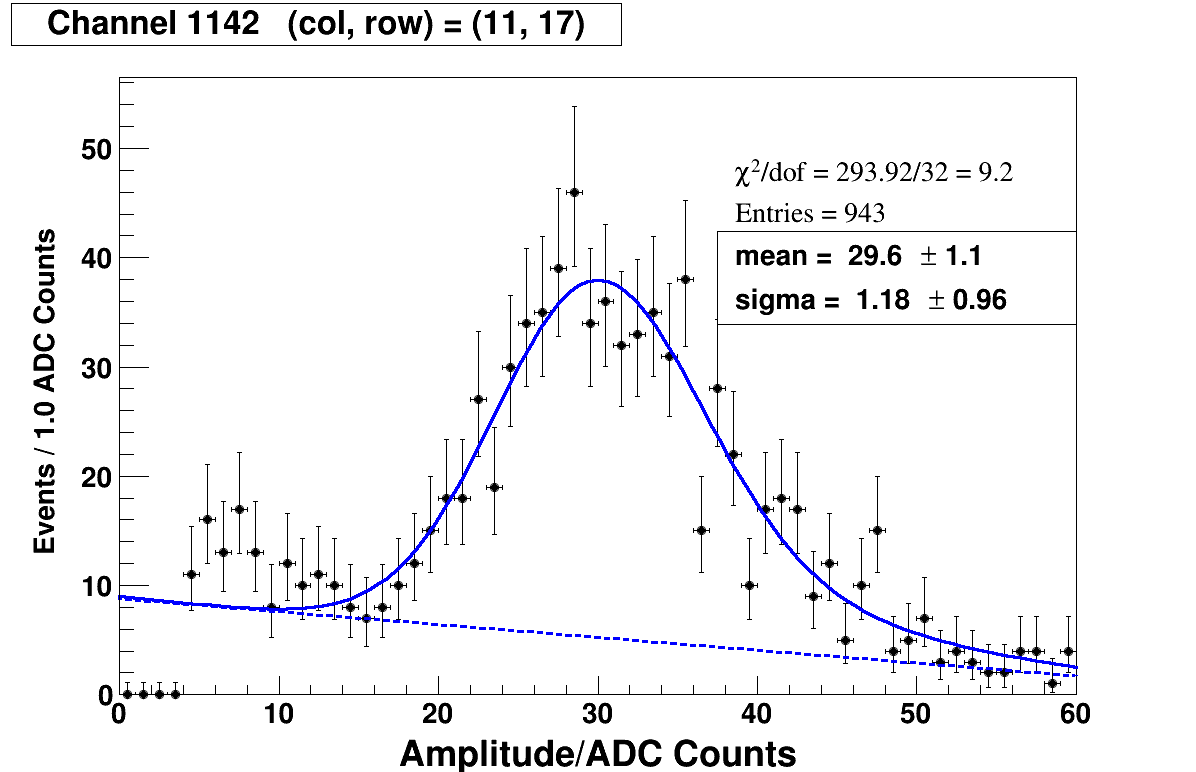 Channel 1142 (col, row) = (11, 17)
χ²/dof = 293.92/32 = 9.2
Entries = 943
mean = 29.6 ± 1.1
sigma = 1.18 ± 0.96
Events / 1.0 ADC Counts
50
40
30
20
10
0
0 10 20 30 40 50 60
Amplitude/ADC Counts